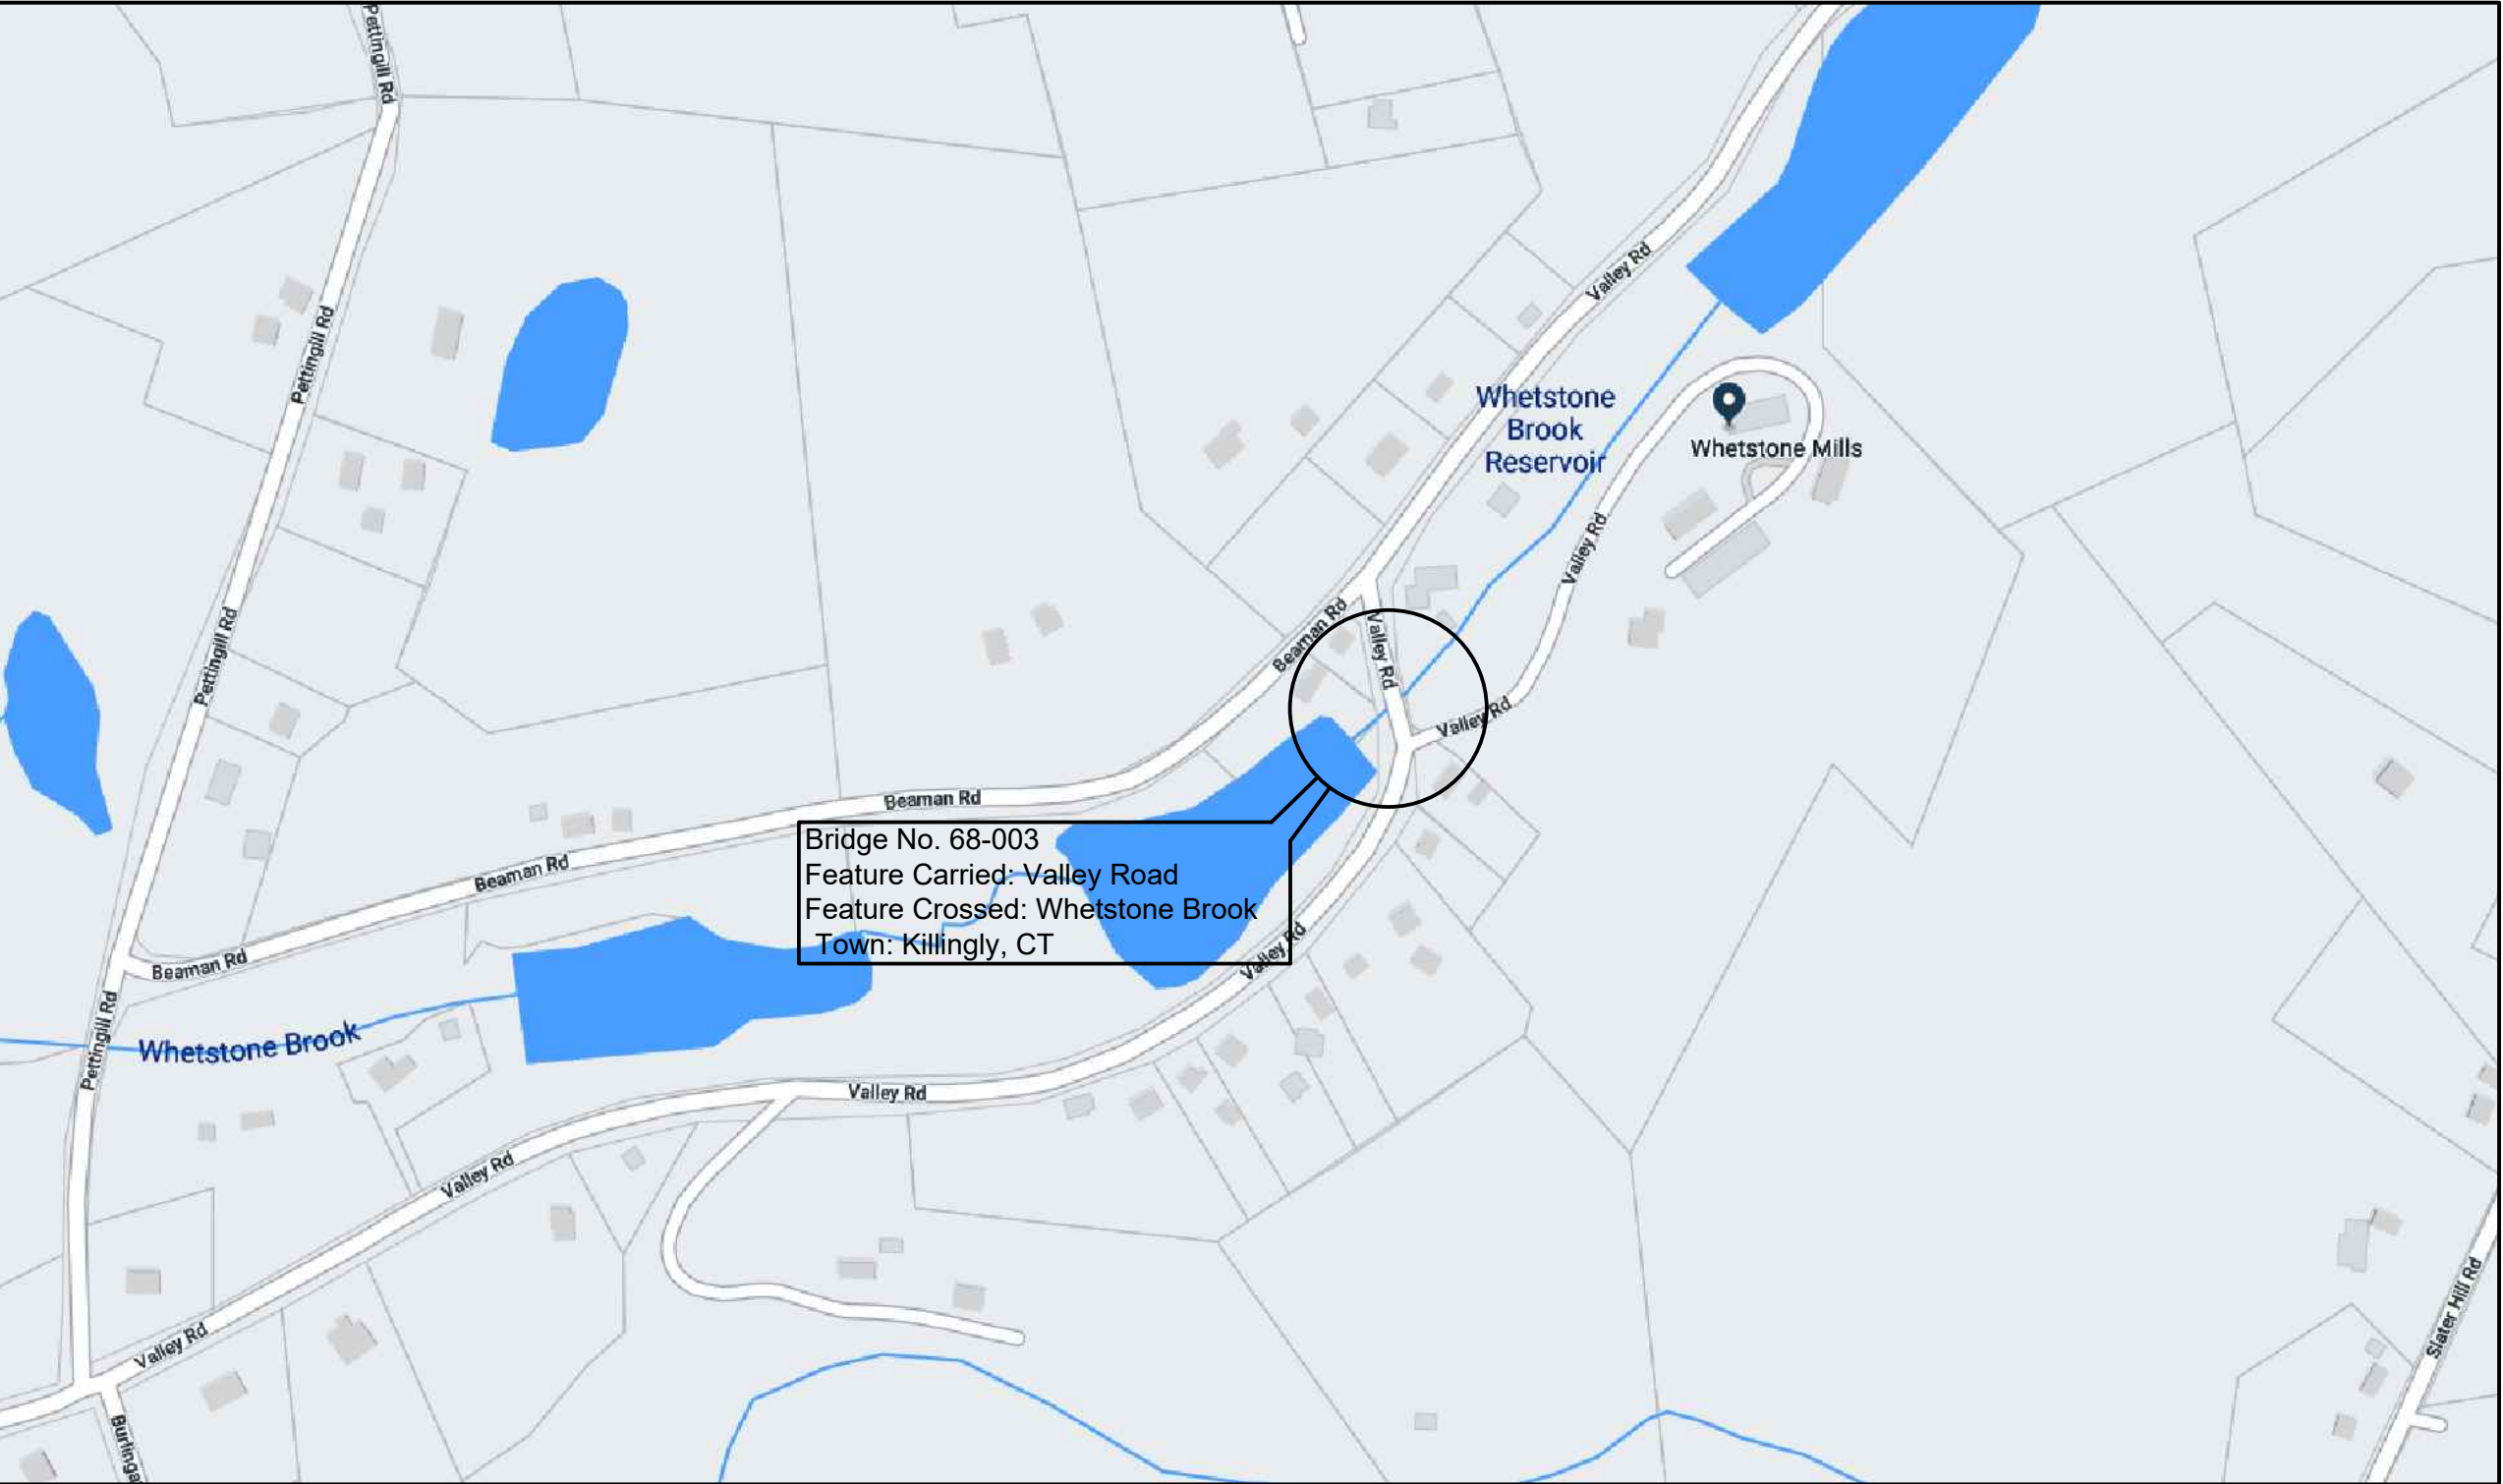 Pettingill Rd
Valley Rd
Pettingill Rd
Whetstone
Brook
Reservoir
Whetstone Mills
Valley Rd
Beaman Rd
Valley Rd
Pettingill Rd
Valley Rd
Beaman Rd
Bridge No. 68-003
Feature Carried: Valley Road
Feature Crossed: Whetstone Brook
Town: Killingly, CT
Beaman Rd
Valley Rd
Beaman Rd
Pettingill Rd
Whetstone Brook
Valley Rd
Valley Rd
Slater Hill Rd
Valley Rd
Burlinga